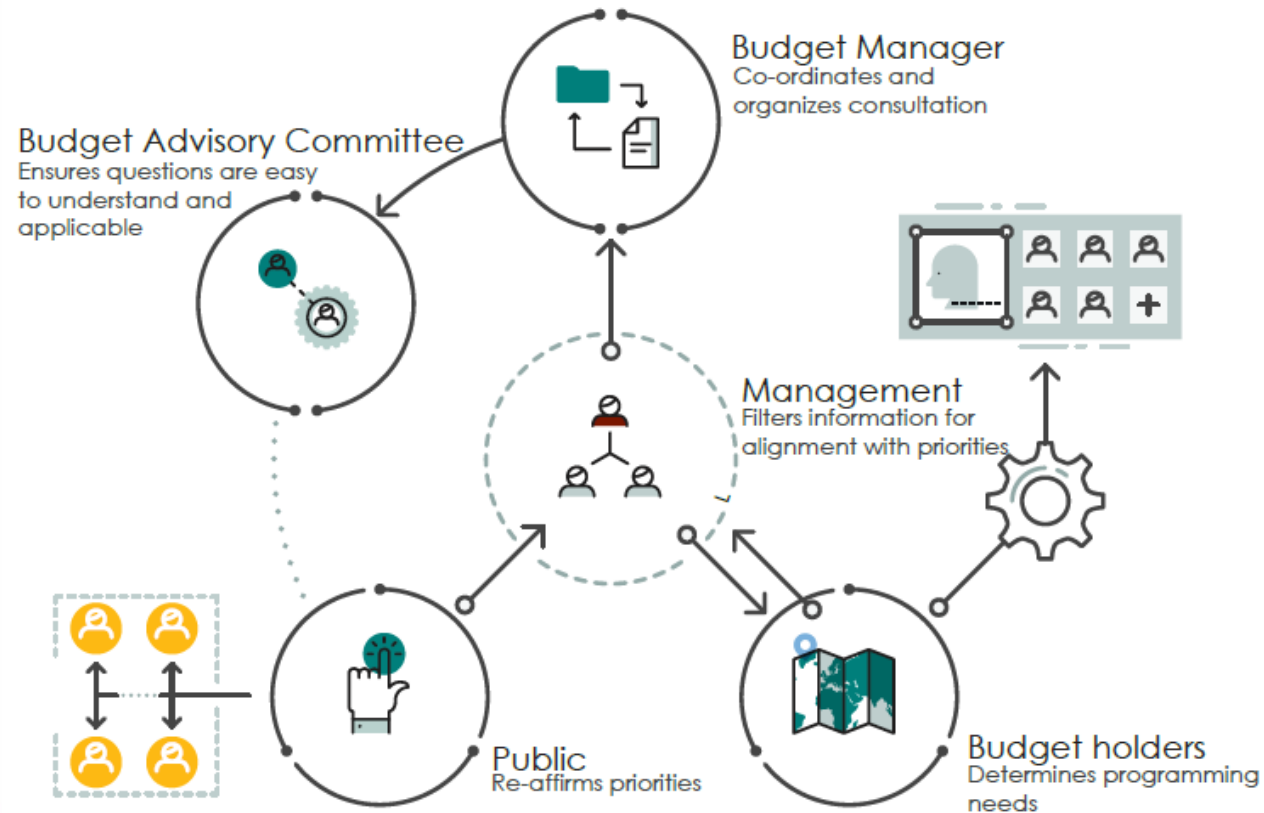 Budget Manager
Co-ordinates and
organizes consultation
Budget Advisory Committee
Ensures questions are easy
to understand and
applicable
Management
Filters information for
alignment with priorities
Public
Re-affirms priorities
Budget holders
Determines programming
needs